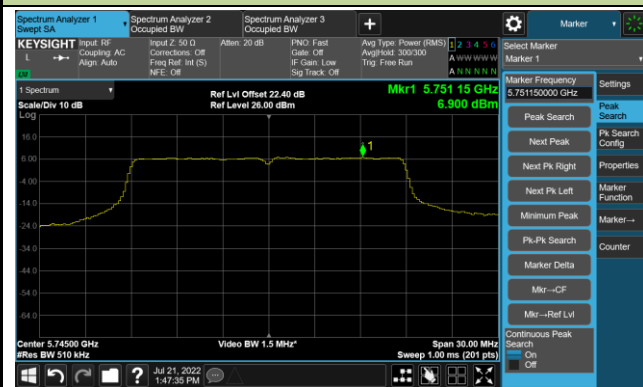 Spectrum Analyzer 1
Swept SA
Spectrum Analyzer 2
Occupied BW
Spectrum Analyzer 3
Occupied BW
+
Marker
KEYSIGHT
L
Input: RF
Coupling: AC
Align: Auto
Input Z: 50 Ω
Corrections: Off
Freq Ref: Int (S)
NFE: Off
Atten: 20 dB
PNO: Fast
Gate: Off
IF Gain: Low
Sig Track: Off
Avg Type: Power (RMS)
Avg|Hold: 300/300
Trig: Free Run
1 2 3 4 5 6
A W W W W W
A N N N N N
Select Marker
Marker 1
1 Spectrum
Scale/Div 10 dB
Log
Ref Lvl Offset 22.40 dB
Ref Level 26.00 dBm
Mkr1 5.751 15 GHz
6.900 dBm
1
16.0
6.00
-4.00
-14.0
-24.0
-34.0
-44.0
-54.0
-64.0
Center 5.74500 GHz
#Res BW 510 kHz
Video BW 1.5 MHz*
Span 30.00 MHz
Sweep 1.00 ms (201 pts)
Marker Frequency
5.751150000 GHz
Peak Search
Next Peak
Next Pk Right
Next Pk Left
Minimum Peak
Pk-Pk Search
Marker Delta
Mkr→CF
Mkr→Ref Lvl
Continuous Peak
Search
On
Off
Settings
Peak
Search
Pk Search
Config
Properties
Marker
Function
Marker→
Counter
?
Jul 21, 2022
1:47:35 PM